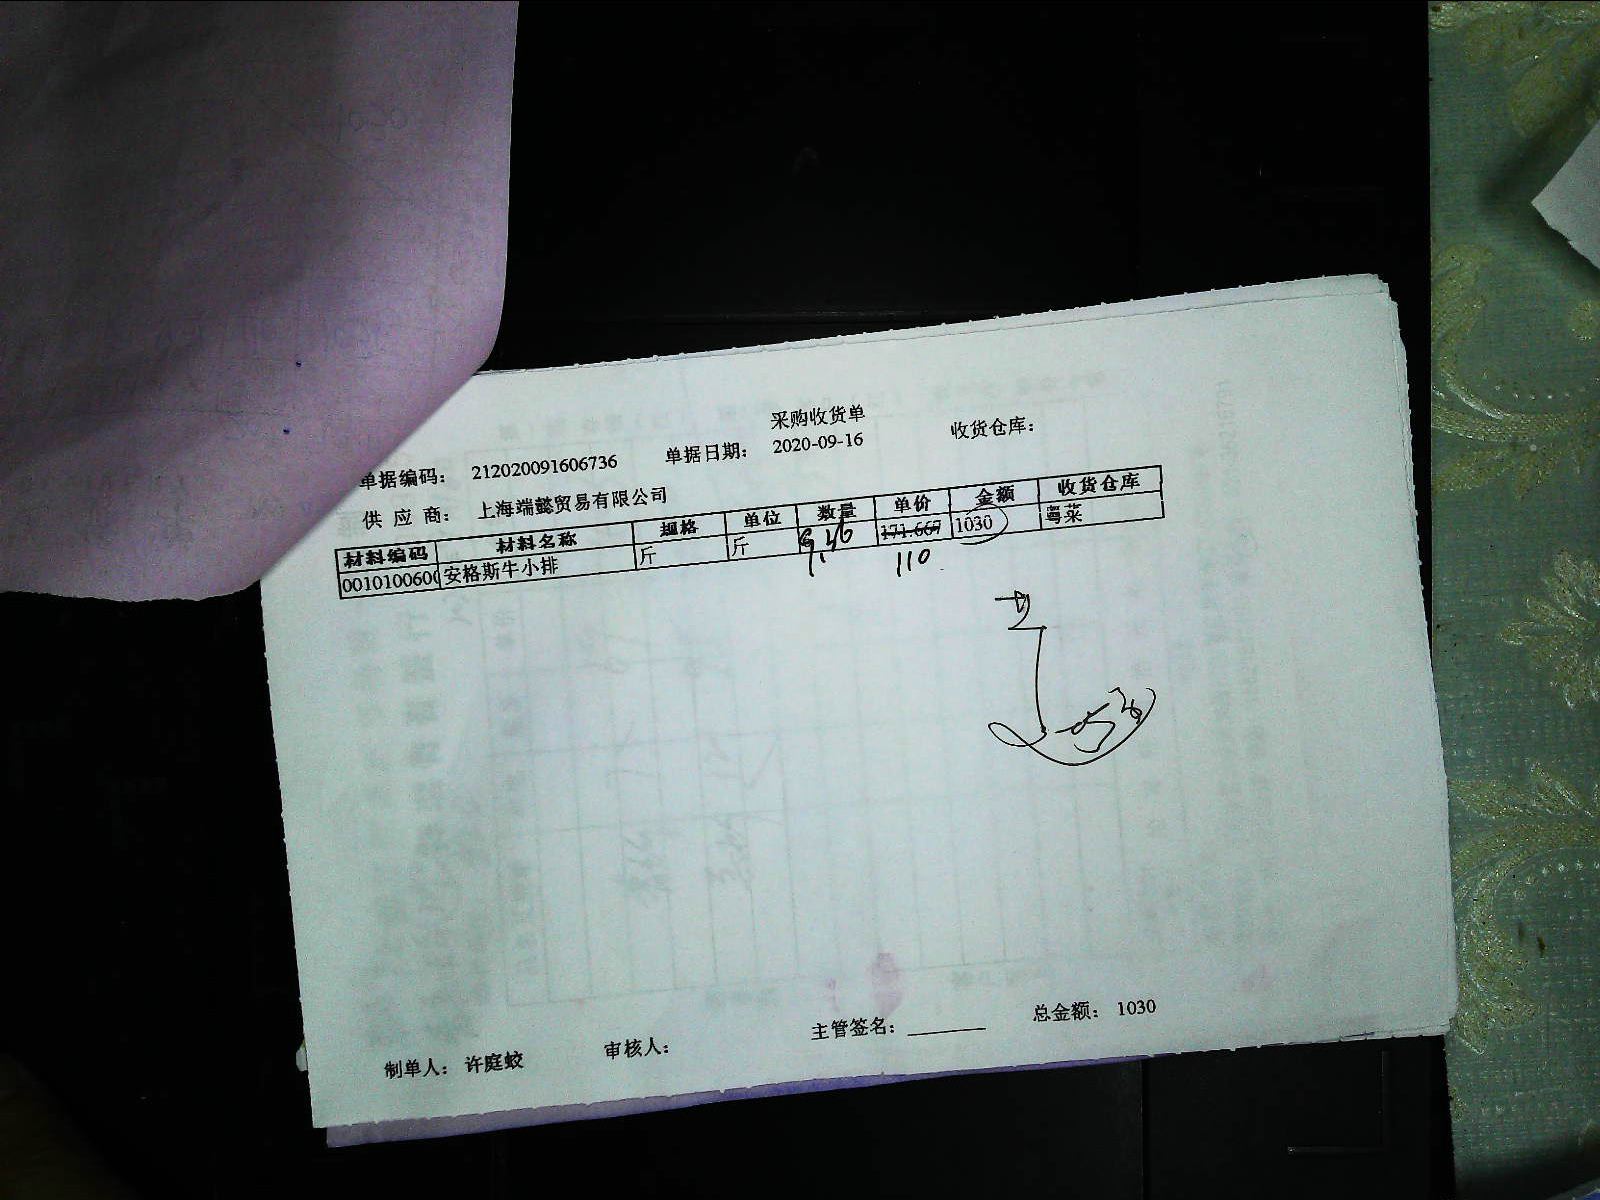 采购收货单
单据编码： 212020091606736 单据日期： 2020-09-16 收货仓库：
供 应 商： 上海端懿贸易有限公司
材料编码 材料名称 规格 单位 数量 单价 金额 收货仓库
0010100600 安格斯牛小排 斤 斤 9.36 171.667 1030 粤菜
110
制单人： 许庭蛟 审核人： 主管签名： 总金额： 1030